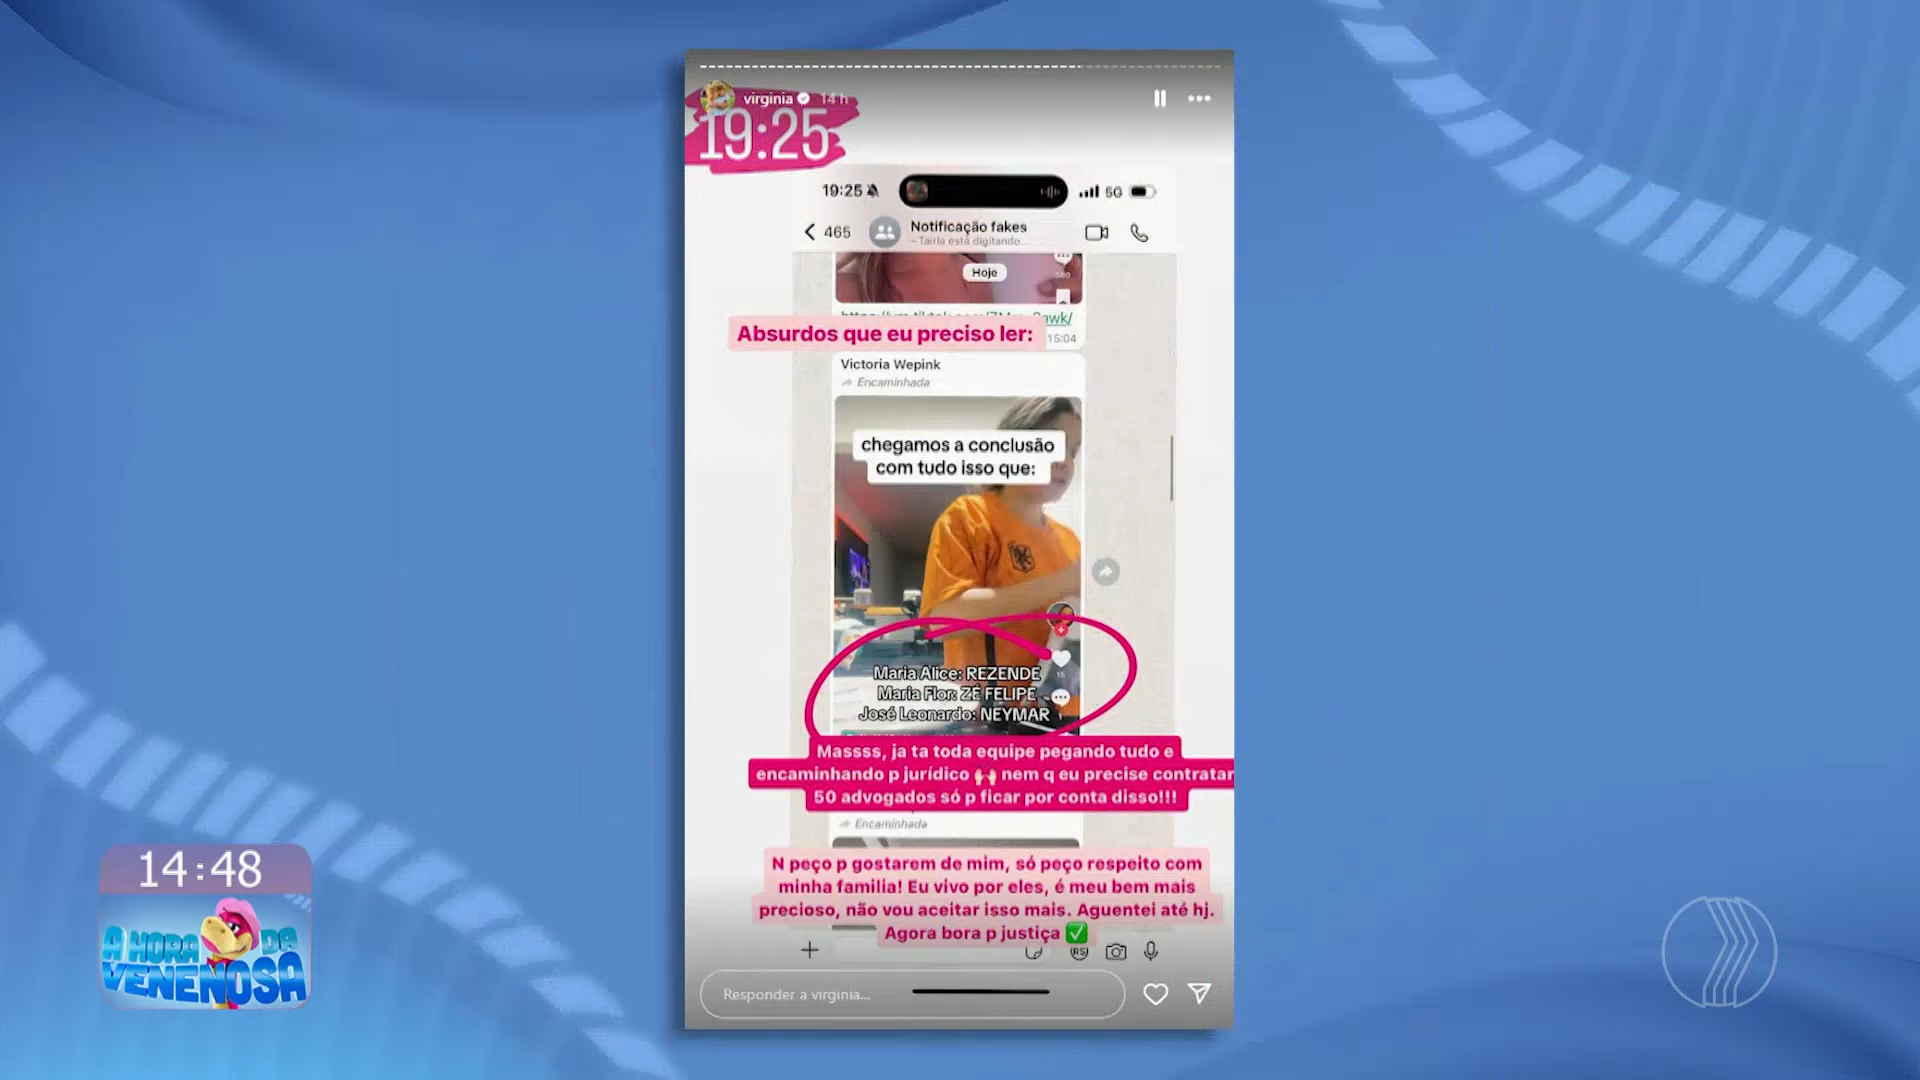 virginia 14 h
19:25
19:25
5G
465
Notificação fakes
~ Tairla está digitando...
Hoje
580
awk/
Absurdos que eu preciso ler:
15:04
Victoria Wepink
Encaminhada
chegamos a conclusão
com tudo isso que:
15
Maria Alice: REZENDE
Maria Flor: ZÉ FELIPE
José Leonardo: NEYMAR
Massss, ja ta toda equipe pegando tudo e
encaminhando p jurídico 🙌🏻 nem q eu precise contratar
50 advogados só p ficar por conta disso!!!
Encaminhada
N peço p gostarem de mim, só peço respeito com
minha familia! Eu vivo por eles, é meu bem mais
precioso, não vou aceitar isso mais. Aguentei até hj.
Agora bora p justiça ✅
R$
Responder a virginia...
14:48
A HORA DA
VENENOSA